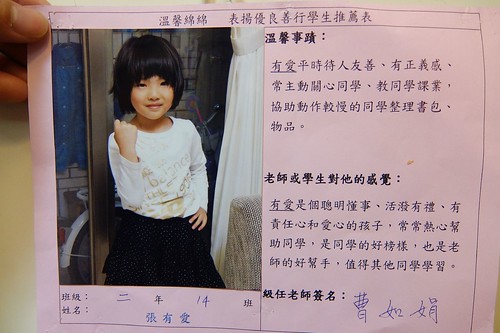 溫馨綿綿　表揚優良善行學生推薦表
溫馨事蹟：
有愛平時待人友善、有正義感、
常主動關心同學、教同學課業，
協助動作較慢的同學整理書包、
物品。
老師或學生對他的感覺：
有愛是個聰明懂事、活潑有禮、有
責任心和愛心的孩子，常常熱心幫
助同學，是同學的好榜樣，也是老
師的好幫手，值得其他同學學習。
班級：二年14班
姓名：張有愛
級任老師簽名：曹如娟